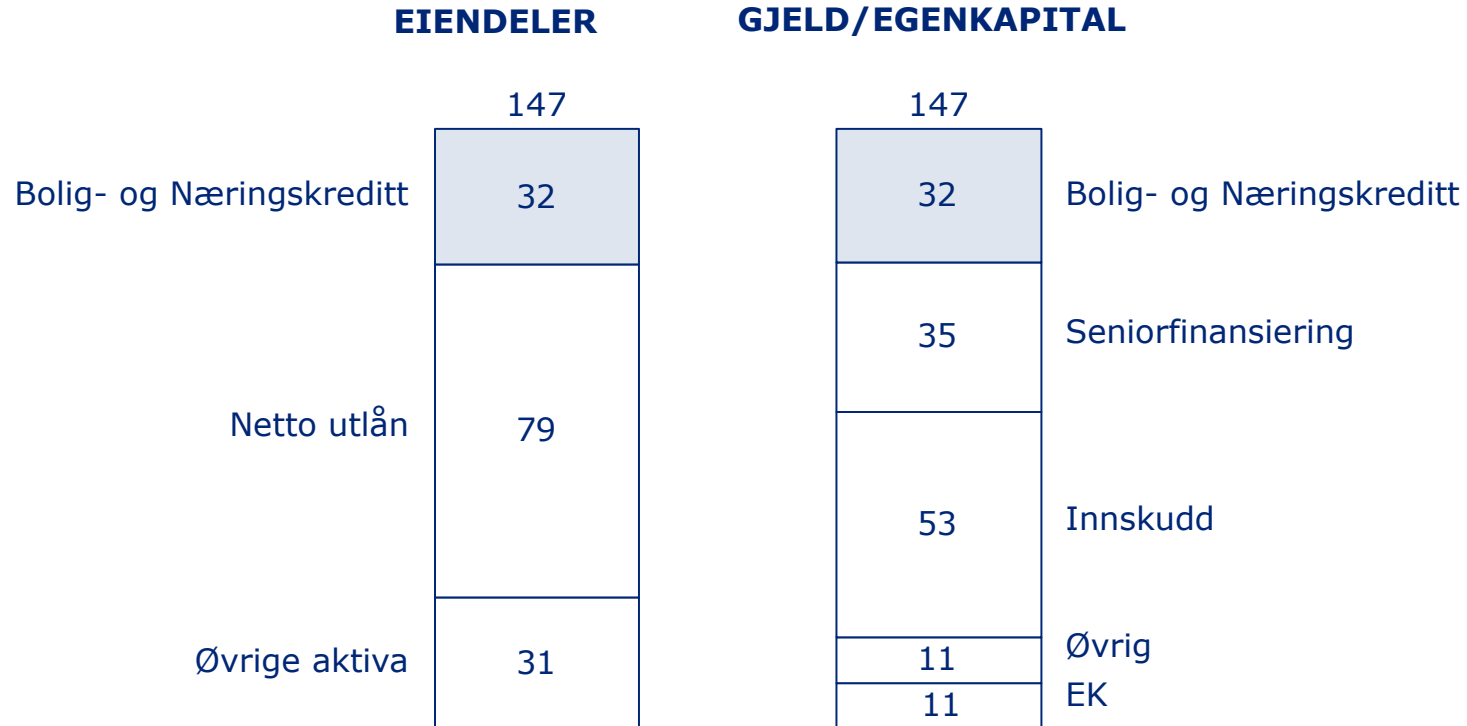 EIENDELER
GJELD/EGENKAPITAL
147
147
Bolig- og Næringskreditt
32
32
Bolig- og Næringskreditt
35
Seniorfinansiering
Netto utlån
79
53
Innskudd
Øvrige aktiva
31
11
Øvrig
11
EK